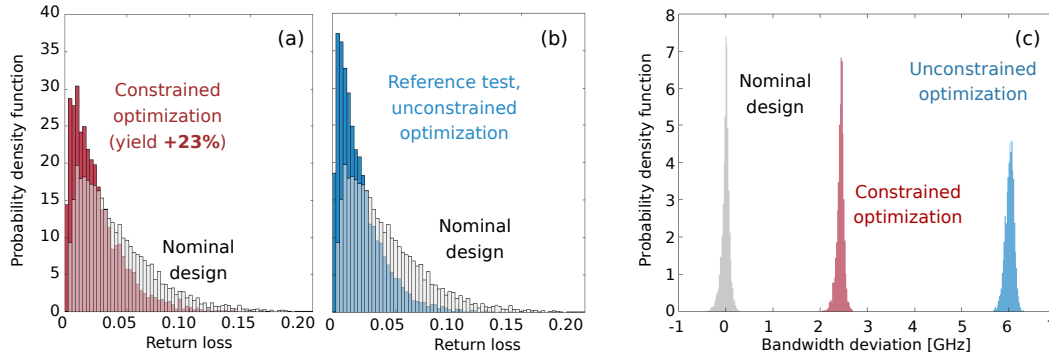 40
35
30
25
20
15
10
5
0
Probability density function
(a)
Constrained
optimization
(yield +23%)
Nominal
design
0
0.05
0.10
0.15
0.20
Return loss
(b)
Reference test,
unconstrained
optimization
Nominal
design
0
0.05
0.10
0.15
0.20
Return loss
8
7
6
5
4
3
2
1
0
Probability density function
(c)
Nominal
design
Unconstrained
optimization
Constrained
optimization
-1
0
1
2
3
4
5
6
Bandwidth deviation [GHz]